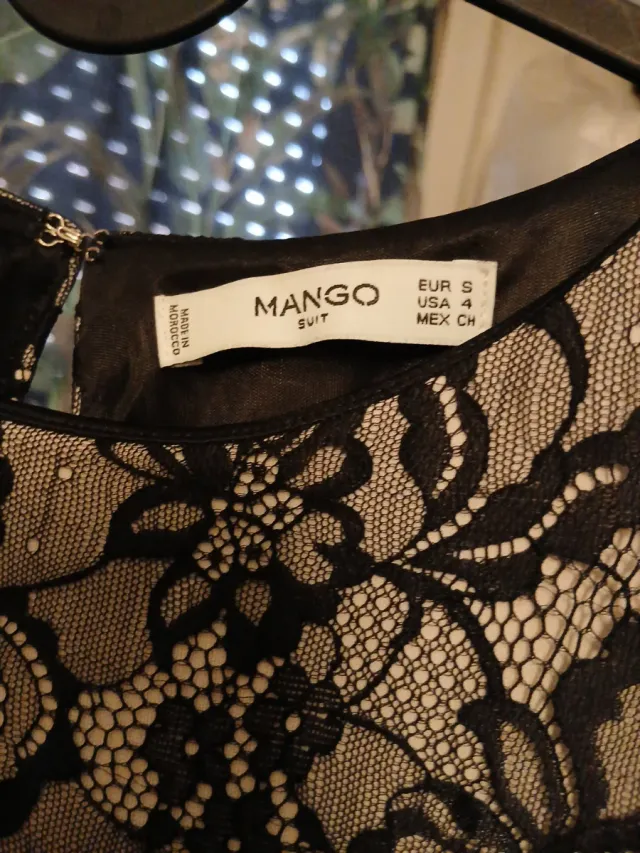 MADE IN
MOROCCO
MANGO
SUIT
EUR S
USA 4
MEX CH